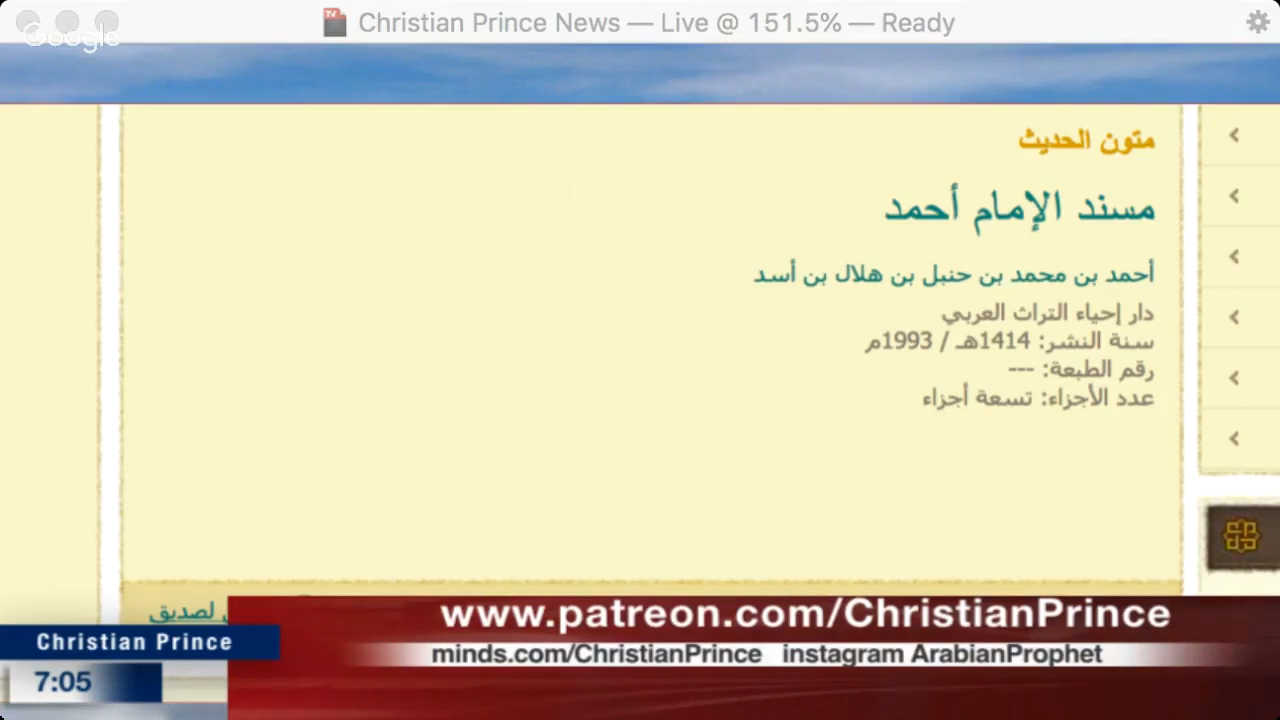 Christian Prince News — Live @ 151.5% — Ready
Google
متون الحديث
مسند الإمام أحمد
أحمد بن محمد بن حنبل بن هلال بن أسد
دار إحياء التراث العربي
سنة النشر: 1414هـ / 1993م
رقم الطبعة: ---
عدد الأجزاء: تسعة أجزاء
لصديق
www.patreon.com/ChristianPrince
Christian Prince
minds.com/ChristianPrince instagram ArabianProphet
7:05